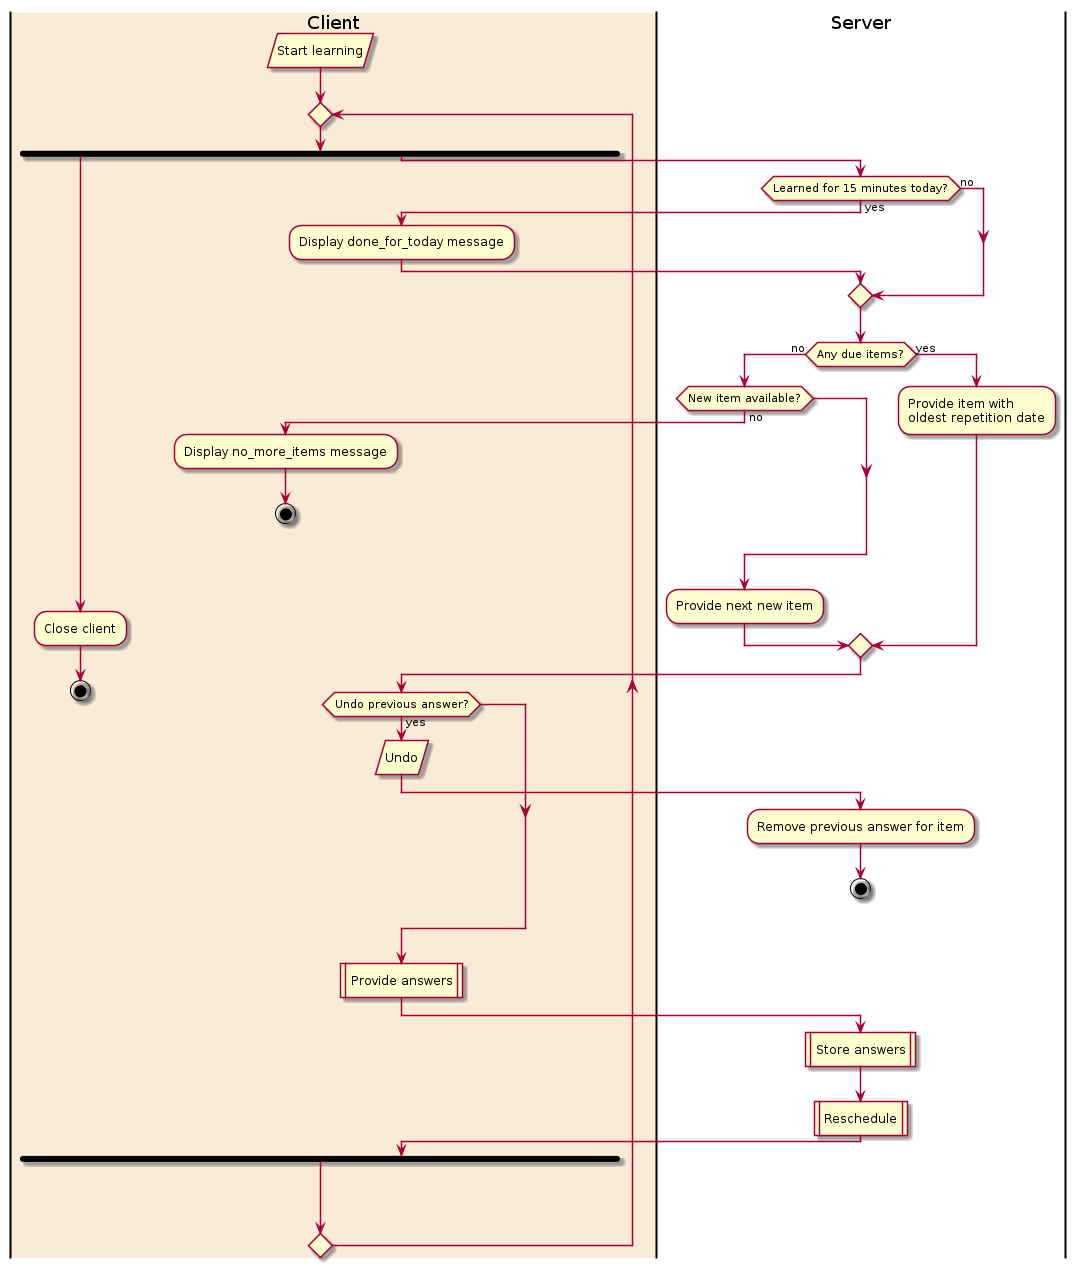 Client
Server
Start learning
Learned for 15 minutes today?
no
yes
Display done_for_today message
Any due items?
no
yes
New item available?
no
Provide item with
oldest repetition date
Display no_more_items message
Provide next new item
Close client
Undo previous answer?
yes
Undo
Remove previous answer for item
Provide answers
Store answers
Reschedule